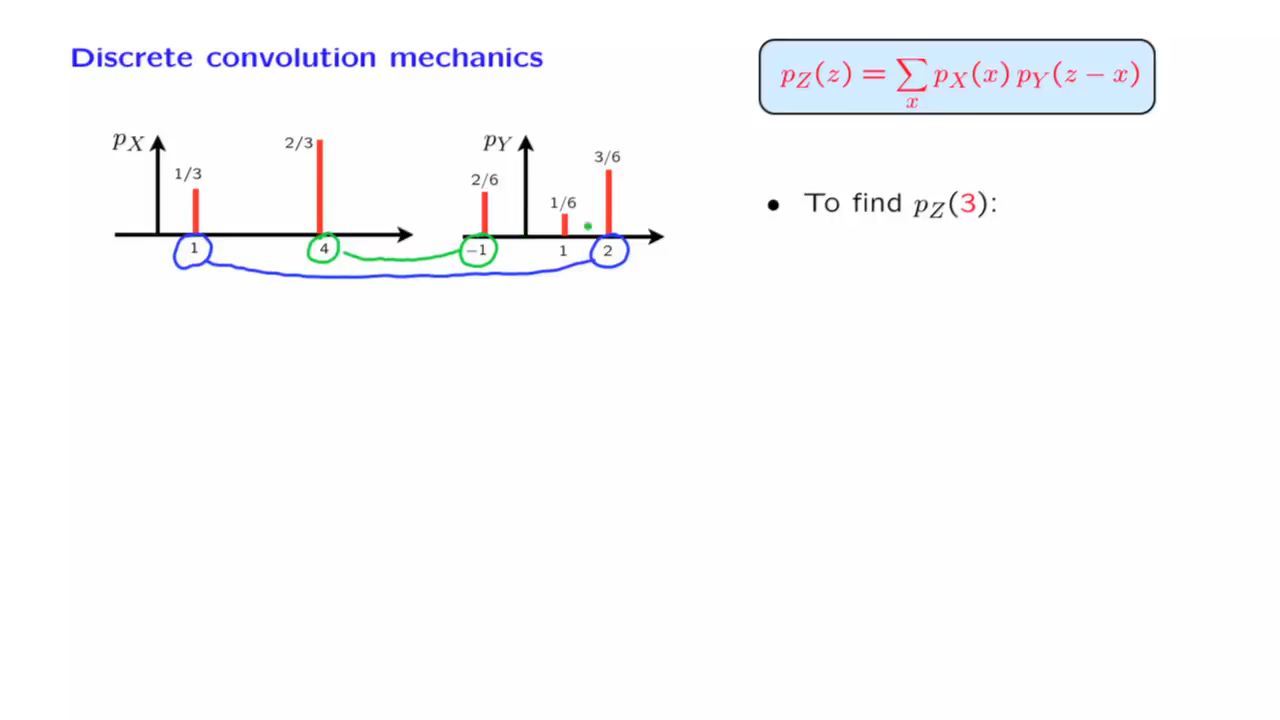 Discrete convolution mechanics
p_Z(z) = ∑_x p_X(x) p_Y(z − x)
p_X
1/3
2/3
1
4
p_Y
2/6
1/6
3/6
−1
1
2
• To find p_Z(3):